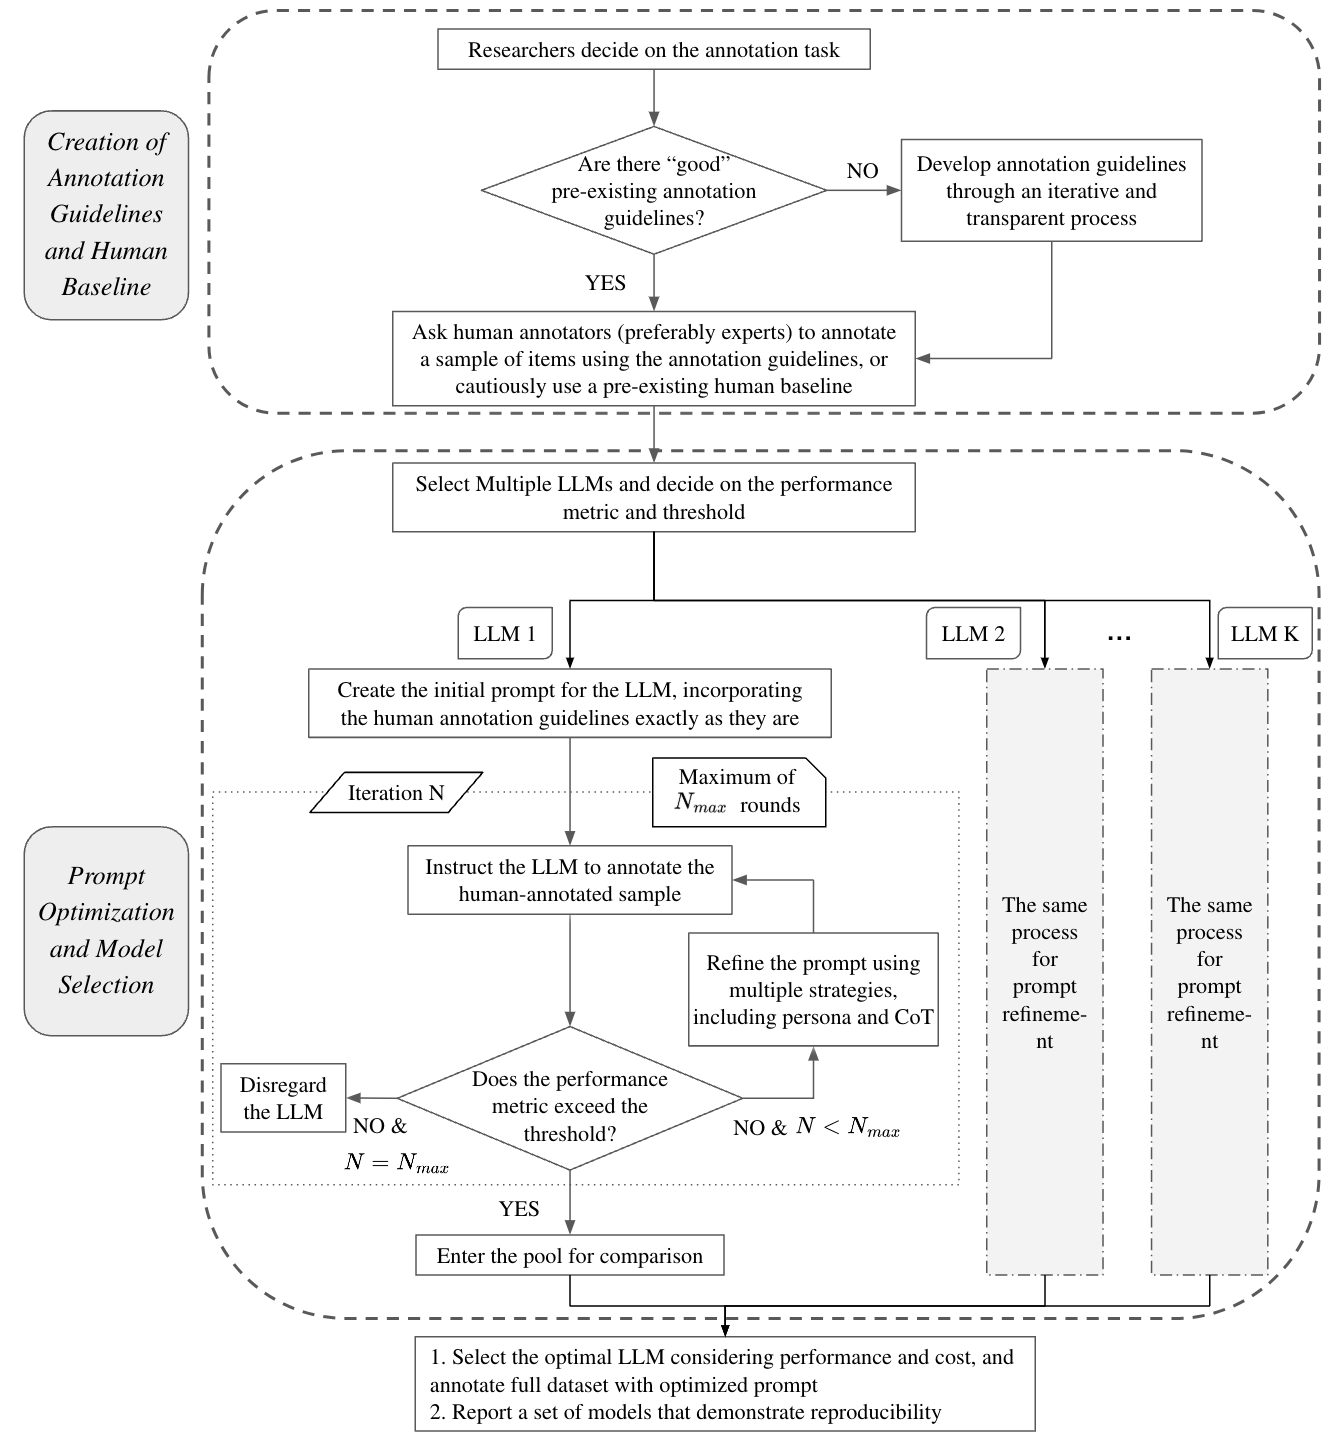 Researchers decide on the annotation task
Creation of
Annotation
Guidelines
and Human
Baseline
Are there “good”
pre-existing annotation
guidelines?
NO
Develop annotation guidelines
through an iterative and
transparent process
YES
Ask human annotators (preferably experts) to annotate
a sample of items using the annotation guidelines, or
cautiously use a pre-existing human baseline
Select Multiple LLMs and decide on the performance
metric and threshold
LLM 1
LLM 2
...
LLM K
Create the initial prompt for the LLM, incorporating
the human annotation guidelines exactly as they are
Iteration N
Maximum of
N_max rounds
Prompt
Optimization
and Model
Selection
Instruct the LLM to annotate the
human-annotated sample
Refine the prompt using
multiple strategies,
including persona and CoT
Does the performance
metric exceed the
threshold?
Disregard
the LLM
NO &
N = N_max
NO & N < N_max
YES
Enter the pool for comparison
The same
process
for
prompt
refineme-
nt
The same
process
for
prompt
refineme-
nt
1. Select the optimal LLM considering performance and cost, and
annotate full dataset with optimized prompt
2. Report a set of models that demonstrate reproducibility